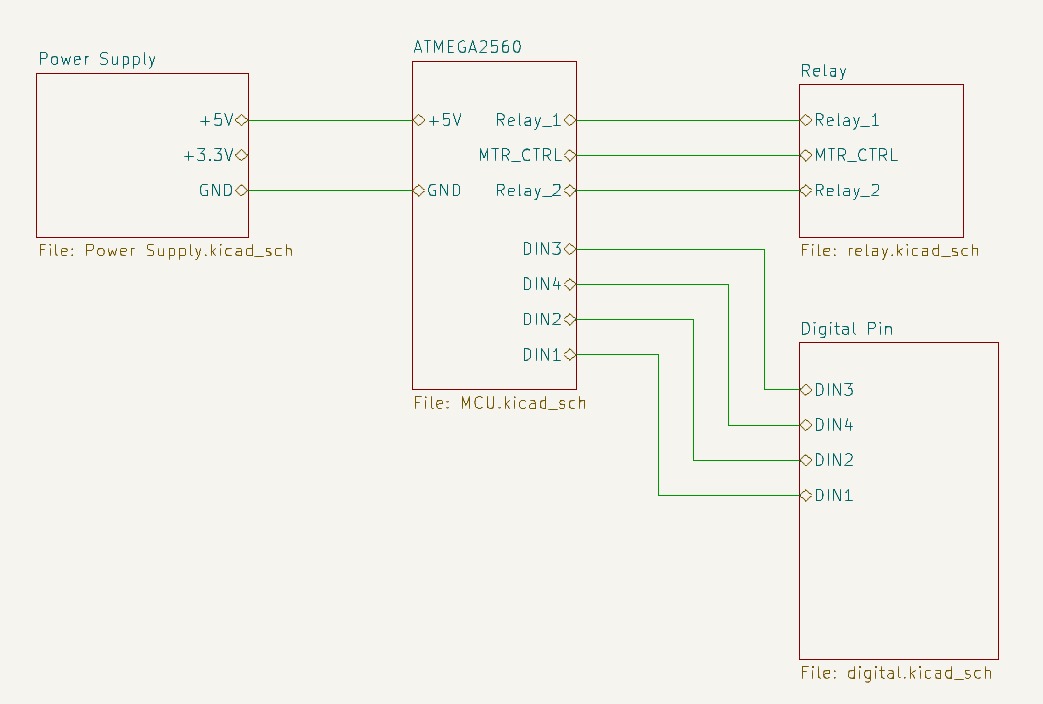 Power Supply
+5V
+3.3V
GND
File: Power Supply.kicad_sch
ATMEGA2560
+5V
GND
Relay_1
MTR_CTRL
Relay_2
DIN3
DIN4
DIN2
DIN1
File: MCU.kicad_sch
Relay
Relay_1
MTR_CTRL
Relay_2
File: relay.kicad_sch
Digital Pin
DIN3
DIN4
DIN2
DIN1
File: digital.kicad_sch